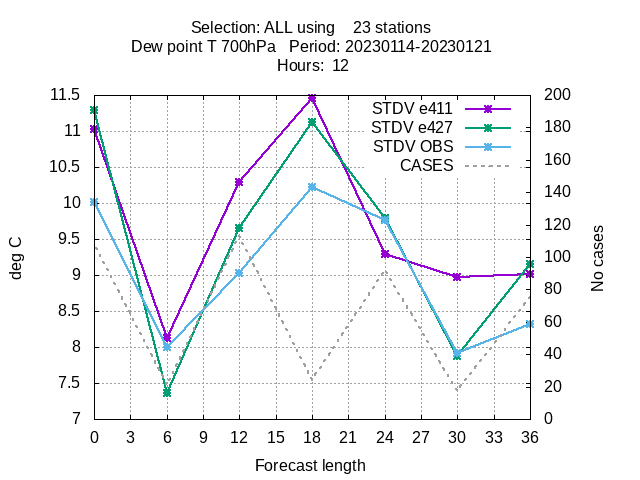 Selection: ALL using 23 stations
Dew point T 700hPa Period: 20230114-20230121
Hours: 12
11.5
11
10.5
10
9.5
9
8.5
8
7.5
7
deg C
STDV e411
STDV e427
STDV OBS
CASES
200
180
160
140
120
100
80
60
40
20
0
No cases
0 3 6 9 12 15 18 21 24 27 30 33 36
Forecast length